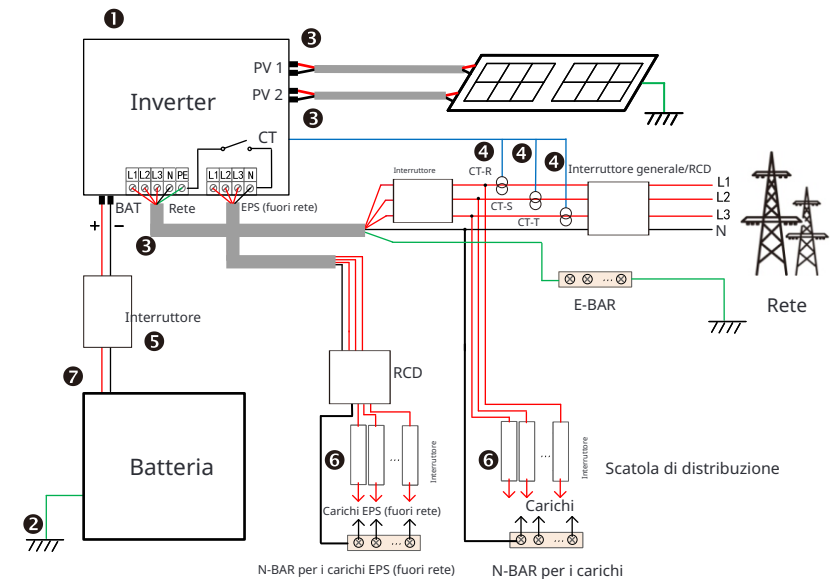 ❶
❸
PV 1
Inverter
PV 2
❸
CT
❹
❹
❹
L1 L2 L3 N PE
L1 L2 L3 N
BAT
Rete
EPS (fuori rete)
+
−
❸
Interruttore
CT-R
CT-S
CT-T
Interruttore generale/RCD
L1
L2
L3
N
E-BAR
Rete
Interruttore
❺
❼
RCD
Batteria
❷
❻
...
Interruttore
Carichi EPS (fuori rete)
...
N-BAR per i carichi EPS (fuori rete)
❻
...
Interruttore
Scatola di distribuzione
Carichi
...
N-BAR per i carichi
...